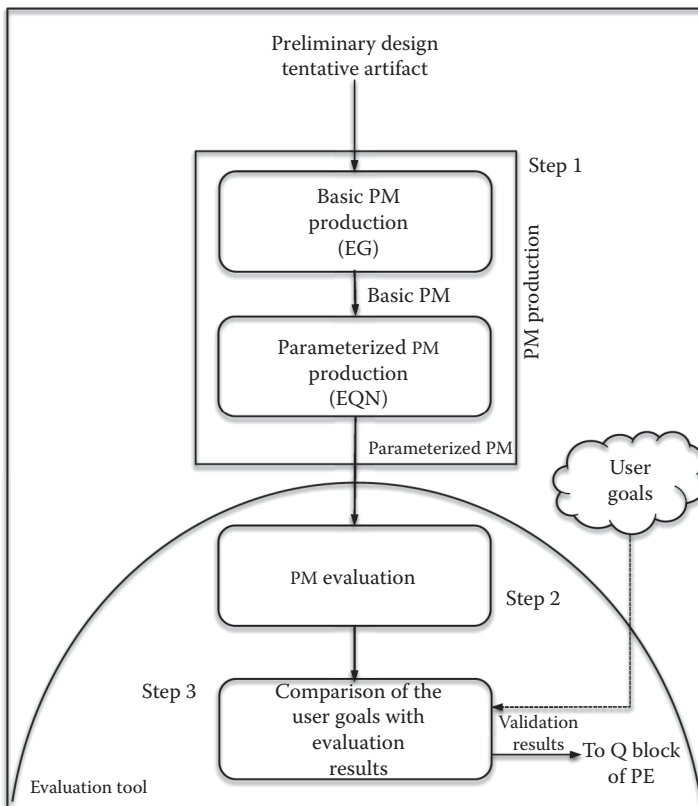 Preliminary design
tentative artifact
Step 1
Basic PM
production
(EG)
PM production
Basic PM
Parameterized PM
production
(EQN)
Parameterized PM
User
goals
PM evaluation
Step 2
Step 3
Comparison of the
user goals with
evaluation
results
Validation
results
To Q block
of PE
Evaluation tool